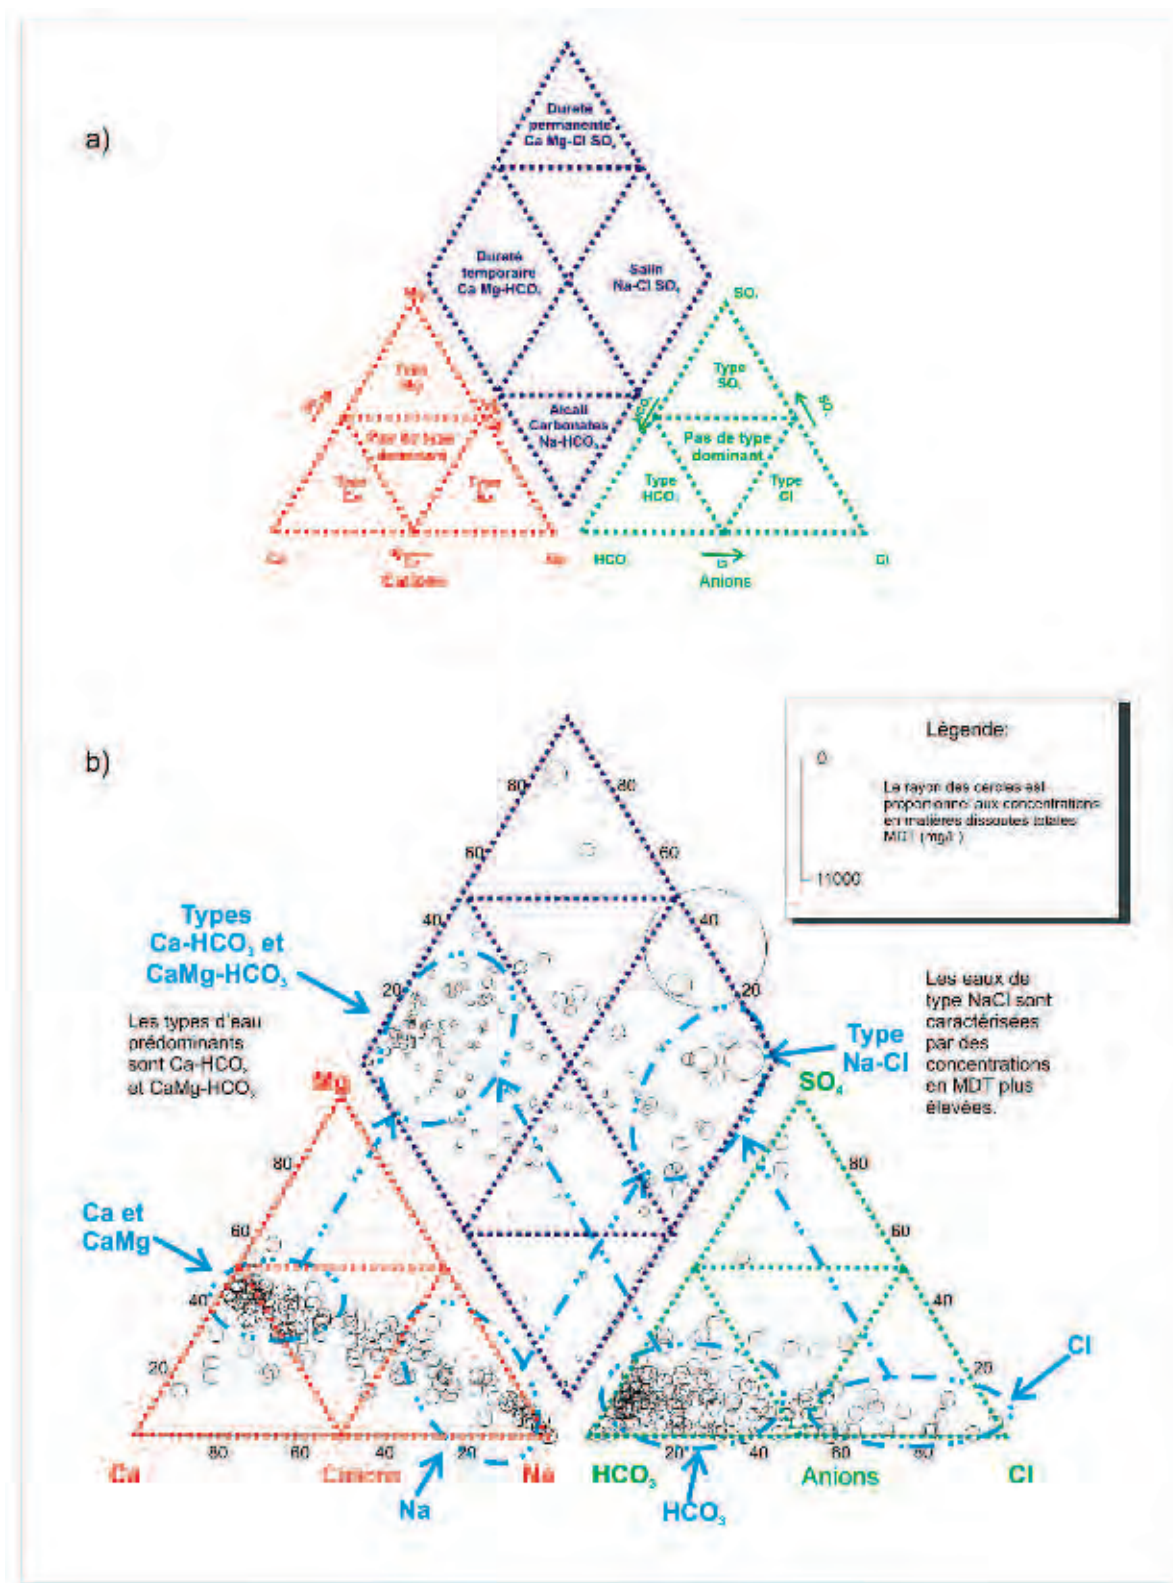 a)
Dureté
permanente
Ca Mg-Cl SO₄
Dureté
temporaire
Ca Mg-HCO₃
Salin
Na-Cl SO₄
Mg
SO₄
Type
Mg
Type
SO₄
Alcali
Carbonates
Na-HCO₃
HCO₃
SO₄
Pas de type
dominant
Pas de type
dominant
Type
Ca
Type
Na
Type
HCO₃
Type
Cl
Ca
Ca
Na
HCO₃
Cl
Cl
Cations
Anions
b)
Légende:
0
Le rayon des cercles est
proportionnel aux concentrations
en matières dissoutes totales
MDT (mg/L)
11000
80
80
60
60
40
40
20
20
Types
Ca-HCO₃ et
CaMg-HCO₃
Les types d'eau
prédominants
sont Ca-HCO₃
et CaMg-HCO₃
Type
Na-Cl
Les eaux de
type NaCl sont
caractérisées
par des
concentrations
en MDT plus
élevées.
Mg
SO₄
80
80
60
60
40
40
20
20
Ca et
CaMg
Cl
80
60
20
20
40
60
80
Ca
Cations
Na
HCO₃
Anions
Cl
Na
HCO₃